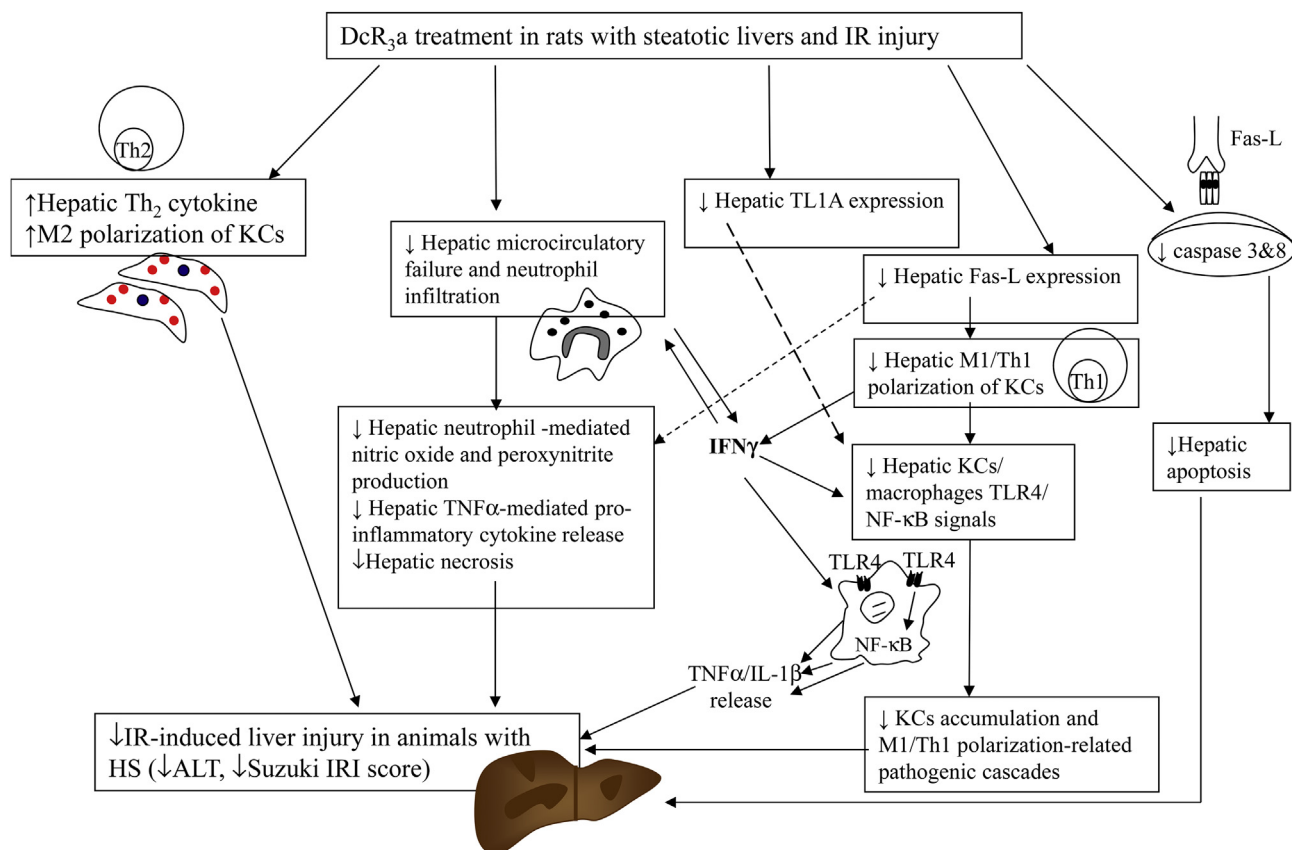 DcR₃a treatment in rats with steatotic livers and IR injury
Th2
Fas-L
↑Hepatic Th₂ cytokine
↑M2 polarization of KCs
↓ Hepatic microcirculatory
failure and neutrophil
infiltration
↓ Hepatic TL1A expression
↓ caspase 3&8
↓ Hepatic Fas-L expression
↓ Hepatic M1/Th1
polarization of KCs
Th1
↓ Hepatic neutrophil -mediated
nitric oxide and peroxynitrite
production
↓ Hepatic TNFα-mediated pro-
inflammatory cytokine release
↓Hepatic necrosis
IFNγ
↓ Hepatic KCs/
macrophages TLR4/
NF-κB signals
↓Hepatic
apoptosis
TLR4
TLR4
NF-κB
TNFα/IL-1β
release
↓IR-induced liver injury in animals with
HS (↓ALT, ↓Suzuki IRI score)
↓ KCs accumulation and
M1/Th1 polarization-related
pathogenic cascades